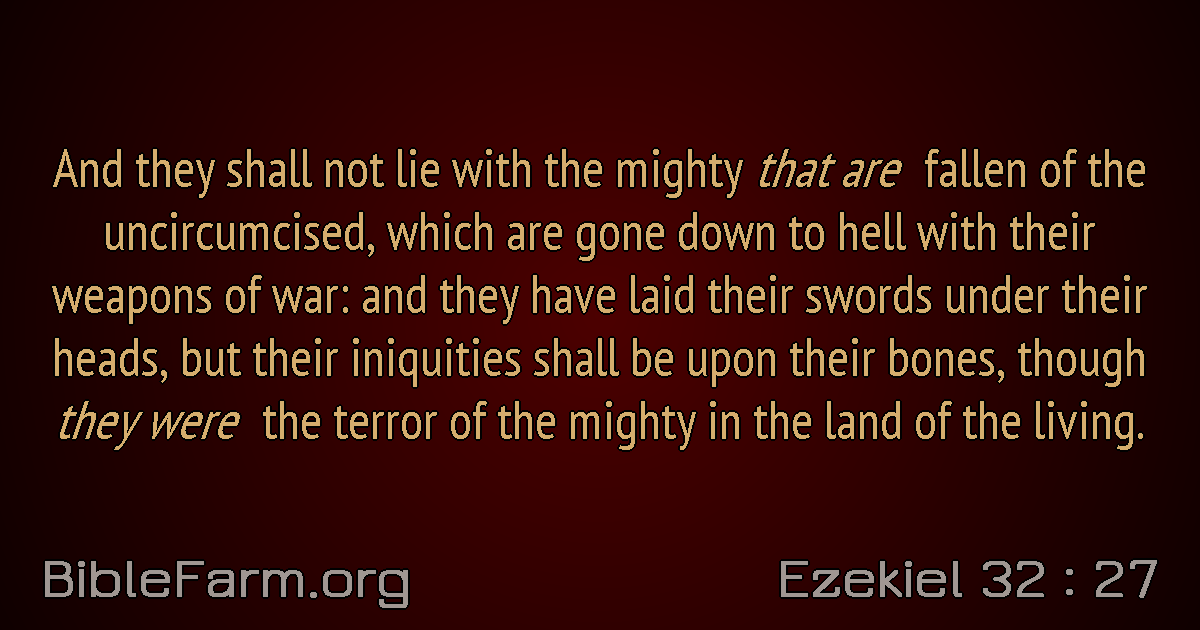 And they shall not lie with the mighty that are fallen of the
uncircumcised, which are gone down to hell with their
weapons of war: and they have laid their swords under their
heads, but their iniquities shall be upon their bones, though
they were the terror of the mighty in the land of the living.
BibleFarm.org
Ezekiel 32 : 27